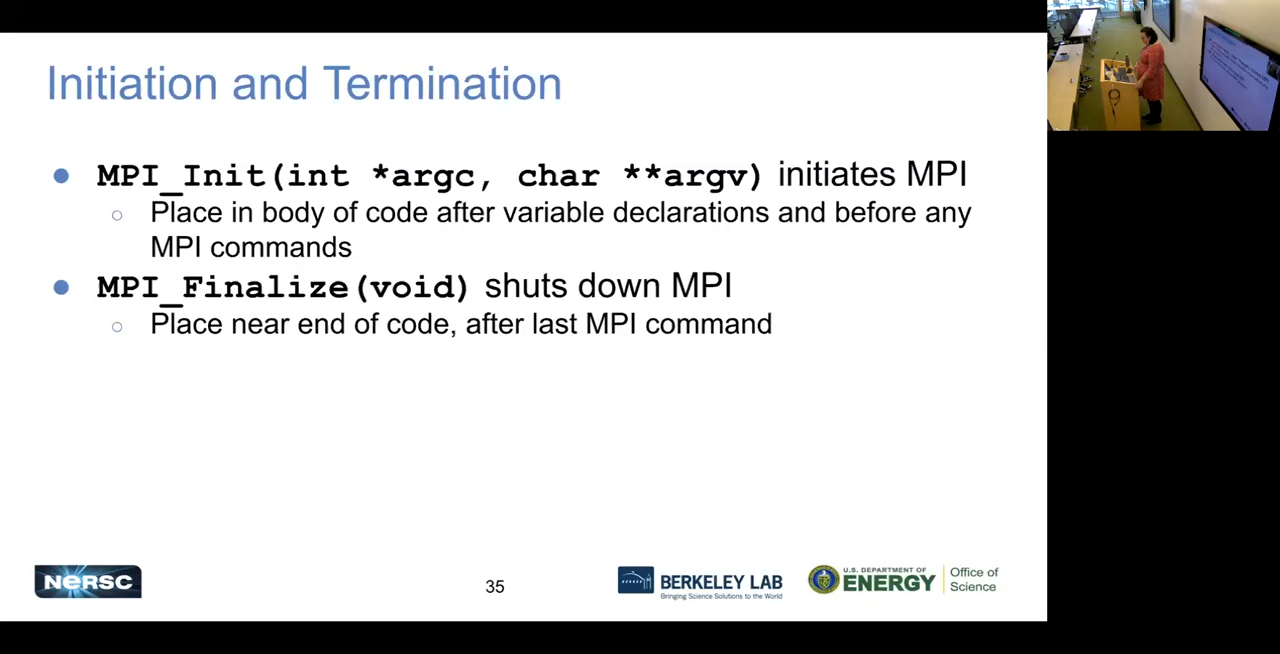 Initiation and Termination
● MPI_Init(int *argc, char **argv) initiates MPI
○ Place in body of code after variable declarations and before any
MPI commands
● MPI_Finalize(void) shuts down MPI
○ Place near end of code, after last MPI command
NERSC
35
BERKELEY LAB
Bringing Science Solutions to the World
U.S. DEPARTMENT OF
ENERGY
Office of
Science